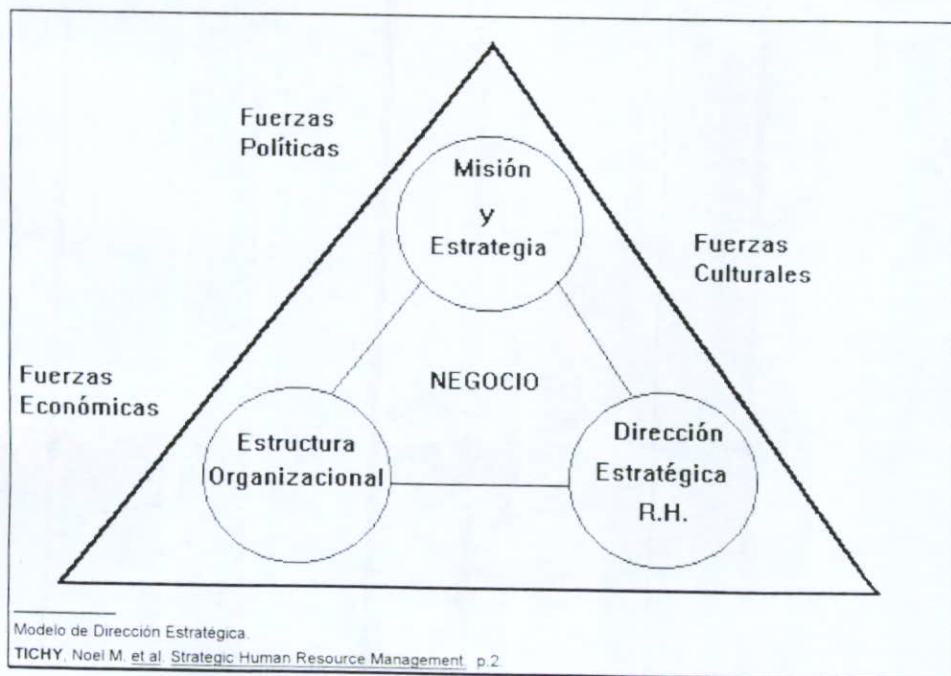 Fuerzas
Políticas
Misión
y
Estrategia
Fuerzas
Culturales
Fuerzas
Económicas
NEGOCIO
Estructura
Organizacional
Dirección
Estratégica
R.H.
Modelo de Dirección Estratégica.
TICHY, Noel M. et al. Strategic Human Resource Management. p.2.